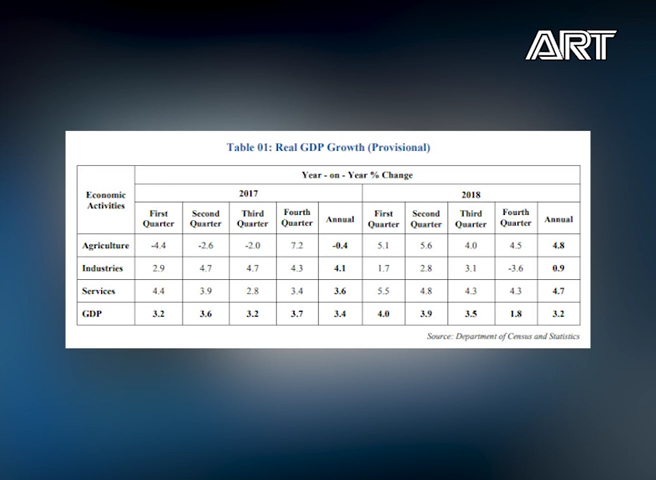 ART
Table 01: Real GDP Growth (Provisional)
Economic Activities
Year - on - Year % Change
2017 2018
First Quarter Second Quarter Third Quarter Fourth Quarter Annual First Quarter Second Quarter Third Quarter Fourth Quarter Annual
Agriculture -4.4 -2.6 -2.0 7.2 -0.4 5.1 5.6 4.0 4.5 4.8
Industries 2.9 4.7 4.7 4.3 4.1 1.7 2.8 3.1 -3.6 0.9
Services 4.4 3.9 2.8 3.4 3.6 5.5 4.8 4.3 4.3 4.7
GDP 3.2 3.6 3.2 3.7 3.4 4.0 3.9 3.5 1.8 3.2
Source: Department of Census and Statistics